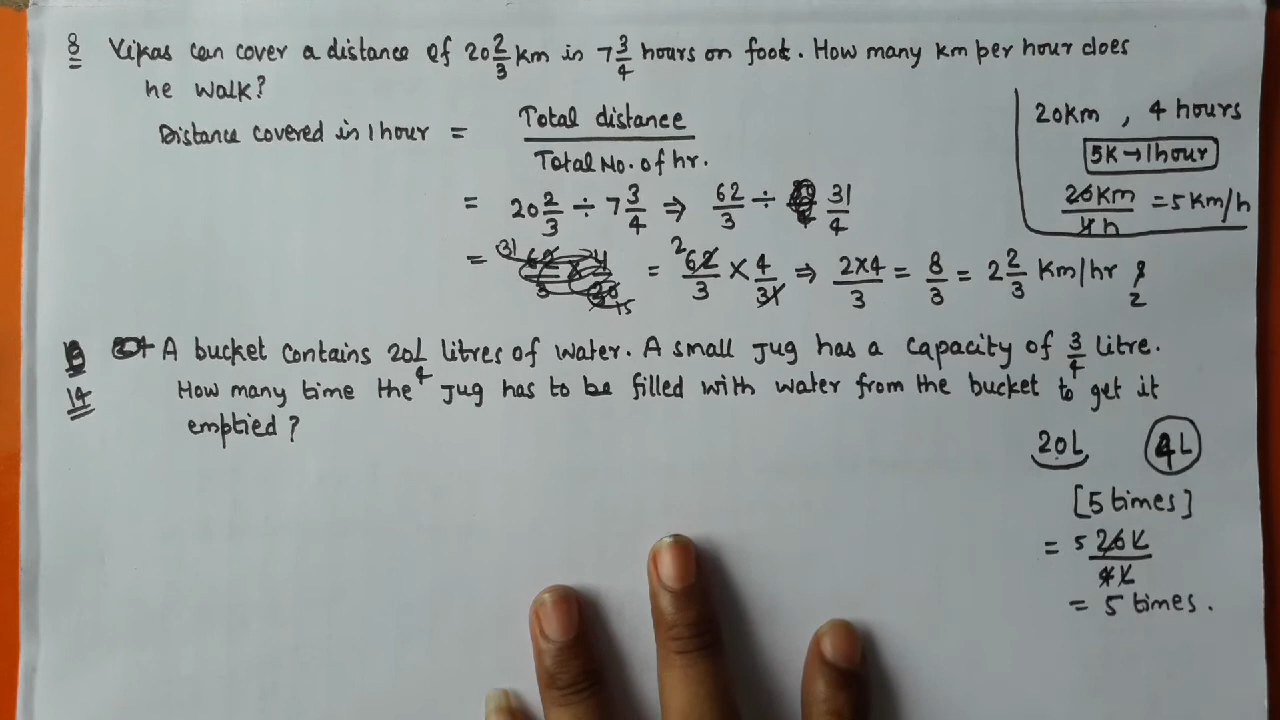 8 Vikas can cover a distance of 20 2/3 km in 7 3/4 hours on foot. How many km per hour does
he walk?
Distance covered in 1 hour = Total distance / Total No. of hr.
= 20 2/3 ÷ 7 3/4 ⇒ 62/3 ÷ 31/4
= 62/3 × 4/31 ⇒ 2×4/3 = 8/3 = 2 2/3 Km/hr
2
20km , 4 hours
5K → 1 hour
20km / 4h = 5 Km/h
14 A bucket contains 20L litres of water. A small jug has a capacity of 3/4 litre.
How many time the jug has to be filled with water from the bucket to get it
emptied?
20L 4L
[5 times]
= 5 20L / 4L
= 5 times.